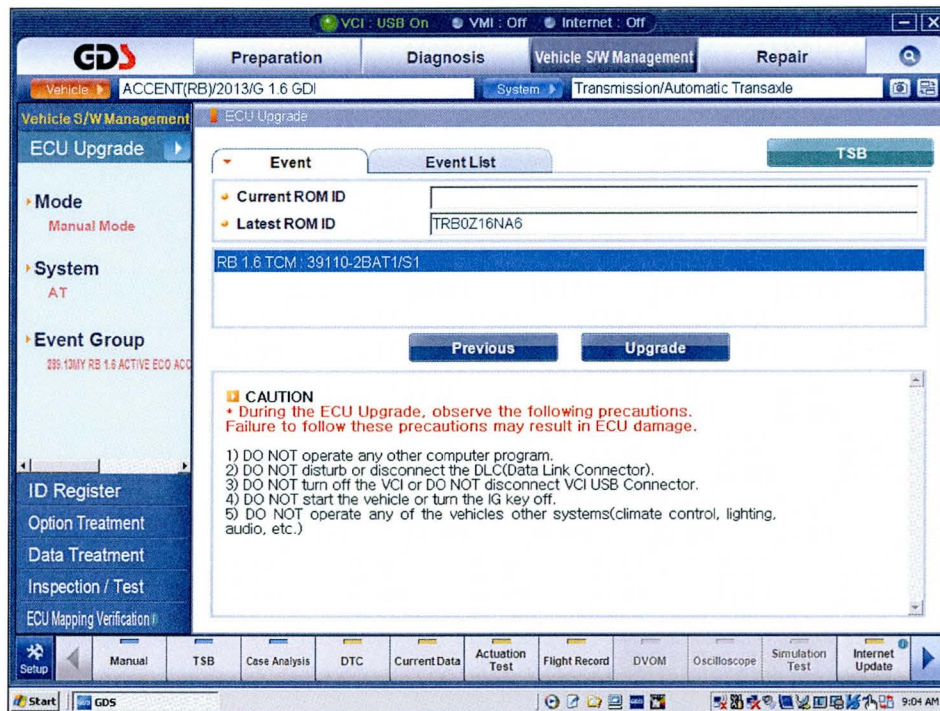 VCI : USB On VMI : Off Internet : Off
GDS Preparation Diagnosis Vehicle S/W Management Repair
Vehicle ACCENT(RB)/2013/G 1.6 GDI System Transmission/Automatic Transaxle
Vehicle S/W Management
ECU Upgrade
Mode
Manual Mode
System
AT
Event Group
289.13MY RB 1.6 ACTIVE ECO ACC
ID Register
Option Treatment
Data Treatment
Inspection / Test
ECU Mapping Verification
ECU Upgrade
Event Event List TSB
Current ROM ID
Latest ROM ID TRB0Z16NA6
RB 1.6 TCM : 39110-2BAT1/S1
Previous Upgrade
CAUTION
* During the ECU Upgrade, observe the following precautions.
Failure to follow these precautions may result in ECU damage.
1) DO NOT operate any other computer program.
2) DO NOT disturb or disconnect the DLC(Data Link Connector).
3) DO NOT turn off the VCI or DO NOT disconnect VCI USB Connector.
4) DO NOT start the vehicle or turn the IG key off.
5) DO NOT operate any of the vehicles other systems(climate control, lighting,
audio, etc.)
Setup Manual TSB Case Analysis DTC Current Data Actuation Test Flight Record DVOM Oscilloscope Simulation Test Internet Update
Start GDS 9:04 AM